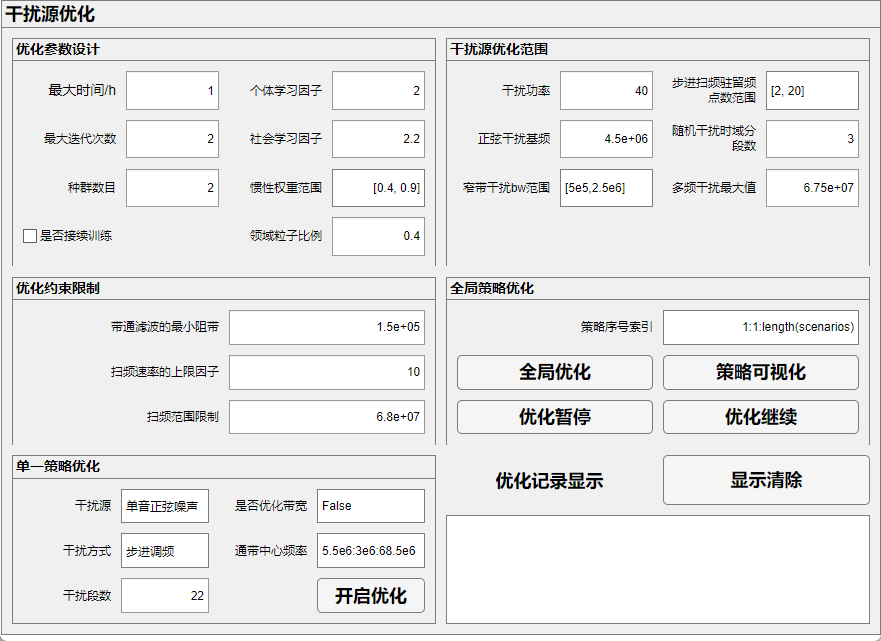 干扰源优化
优化参数设计
最大时间/h 1 个体学习因子 2
最大迭代次数 2 社会学习因子 2.2
种群数目 2 惯性权重范围 [0.4, 0.9]
是否接续训练 领域粒子比例 0.4
干扰源优化范围
干扰功率 40 步进扫频驻留频
点数范围 [2, 20]
正弦干扰基频 4.5e+06 随机干扰时域分
段数 3
窄带干扰bw范围 [5e5,2.5e6] 多频干扰最大值 6.75e+07
优化约束限制
带通滤波的最小阻带 1.5e+05
扫频速率的上限因子 10
扫频范围限制 6.8e+07
全局策略优化
策略序号索引 1:1:length(scenarios)
全局优化 策略可视化
优化暂停 优化继续
单一策略优化
干扰源 单音正弦噪声 是否优化带宽 False
干扰方式 步进调频 通带中心频率 5.5e6:3e6:68.5e6
干扰段数 22 开启优化
优化记录显示 显示清除